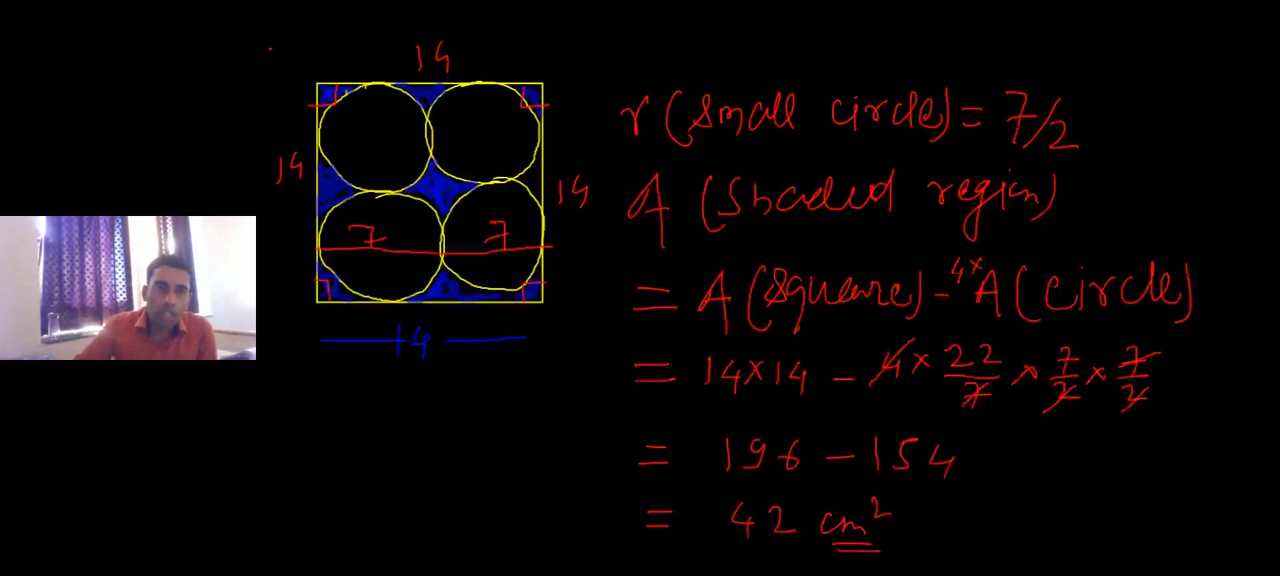 14
14
14
7 7
14
r (small circle) = 7/2
A (Shaded region)
= A (Square) - 4× A (circle)
= 14×14 - 4 × 22/7 × 7/2 × 7/2
= 196 - 154
= 42 cm²